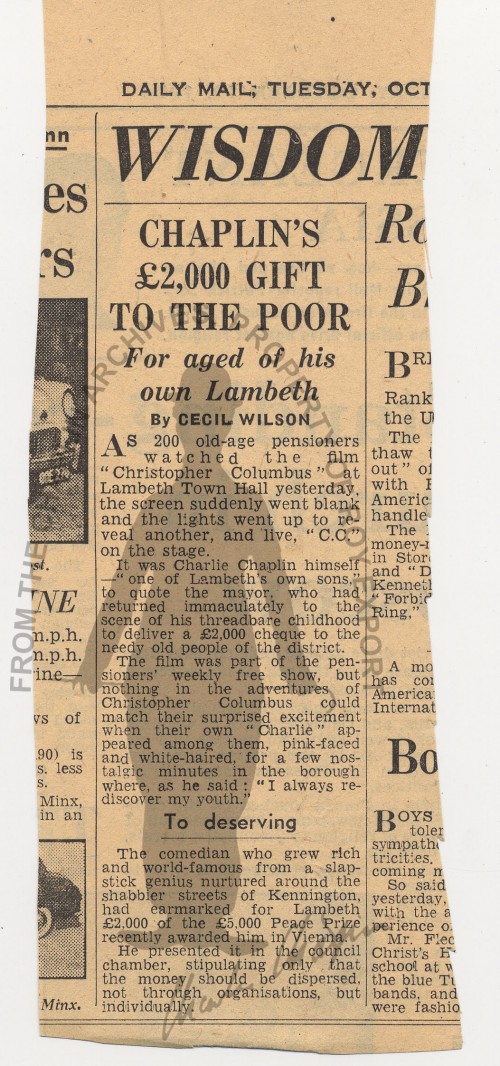 DAILY MAIL, TUESDAY, OCT
nn
es
rs
st.
NE
m.p.h.
m.p.h.
ine—
ws of
90) is
s. less
s.
Minx,
in an
Minx.
WISDOM
CHAPLIN'S
£2,000 GIFT
TO THE POOR
For aged of his
own Lambeth
By CECIL WILSON
AS 200 old-age pensioners
watched the film
"Christopher Columbus" at
Lambeth Town Hall yesterday,
the screen suddenly went blank
and the lights went up to re-
veal another, and live, "C.C."
on the stage.
It was Charlie Chaplin himself
—"one of Lambeth's own sons,"
to quote the mayor, who had
returned immaculately to the
scene of his threadbare childhood
to deliver a £2,000 cheque to the
needy old people of the district.
The film was part of the pen-
sioners' weekly free show, but
nothing in the adventures of
Christopher Columbus could
match their surprised excitement
when their own "Charlie" ap-
peared among them, pink-faced
and white-haired, for a few nos-
talgic minutes in the borough
where, as he said: "I always re-
discover my youth."
To deserving
The comedian who grew rich
and world-famous from a slap-
stick genius nurtured around the
shabbier streets of Kennington,
had earmarked for Lambeth
£2,000 of the £5,000 Peace Prize
recently awarded him in Vienna.
He presented it in the council
chamber, stipulating only that
the money should be dispersed,
not through organisations, but
individually.
Ro
B
BRI
Rank
the U
The
thaw t
out" of
with
Americ
handle
The
money-
in Stor
and "D
Kenneth
"Forbid
Ring,"
A mo
has co
America
Internat
Bo
BOYS
toler
sympath
tricities,
coming m
So said
yesterday,
with the a
perience o
Mr. Flec
Christ's H
school at w
the blue Tu
bands, and
were fashio
FROM THE ARCHIVES PROPERTY OF ROY EXPORT